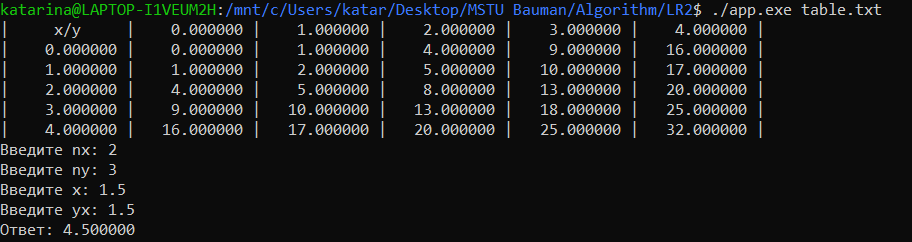 katarina@LAPTOP-I1VEUM2H:/mnt/c/Users/katar/Desktop/MSTU Bauman/Algorithm/LR2$ ./app.exe table.txt
|     x/y     |    0.000000 |    1.000000 |    2.000000 |    3.000000 |    4.000000 |
|    0.000000 |    0.000000 |    1.000000 |    4.000000 |    9.000000 |   16.000000 |
|    1.000000 |    1.000000 |    2.000000 |    5.000000 |   10.000000 |   17.000000 |
|    2.000000 |    4.000000 |    5.000000 |    8.000000 |   13.000000 |   20.000000 |
|    3.000000 |    9.000000 |   10.000000 |   13.000000 |   18.000000 |   25.000000 |
|    4.000000 |   16.000000 |   17.000000 |   20.000000 |   25.000000 |   32.000000 |
Введите nx: 2
Введите ny: 3
Введите x: 1.5
Введите yx: 1.5
Ответ: 4.500000